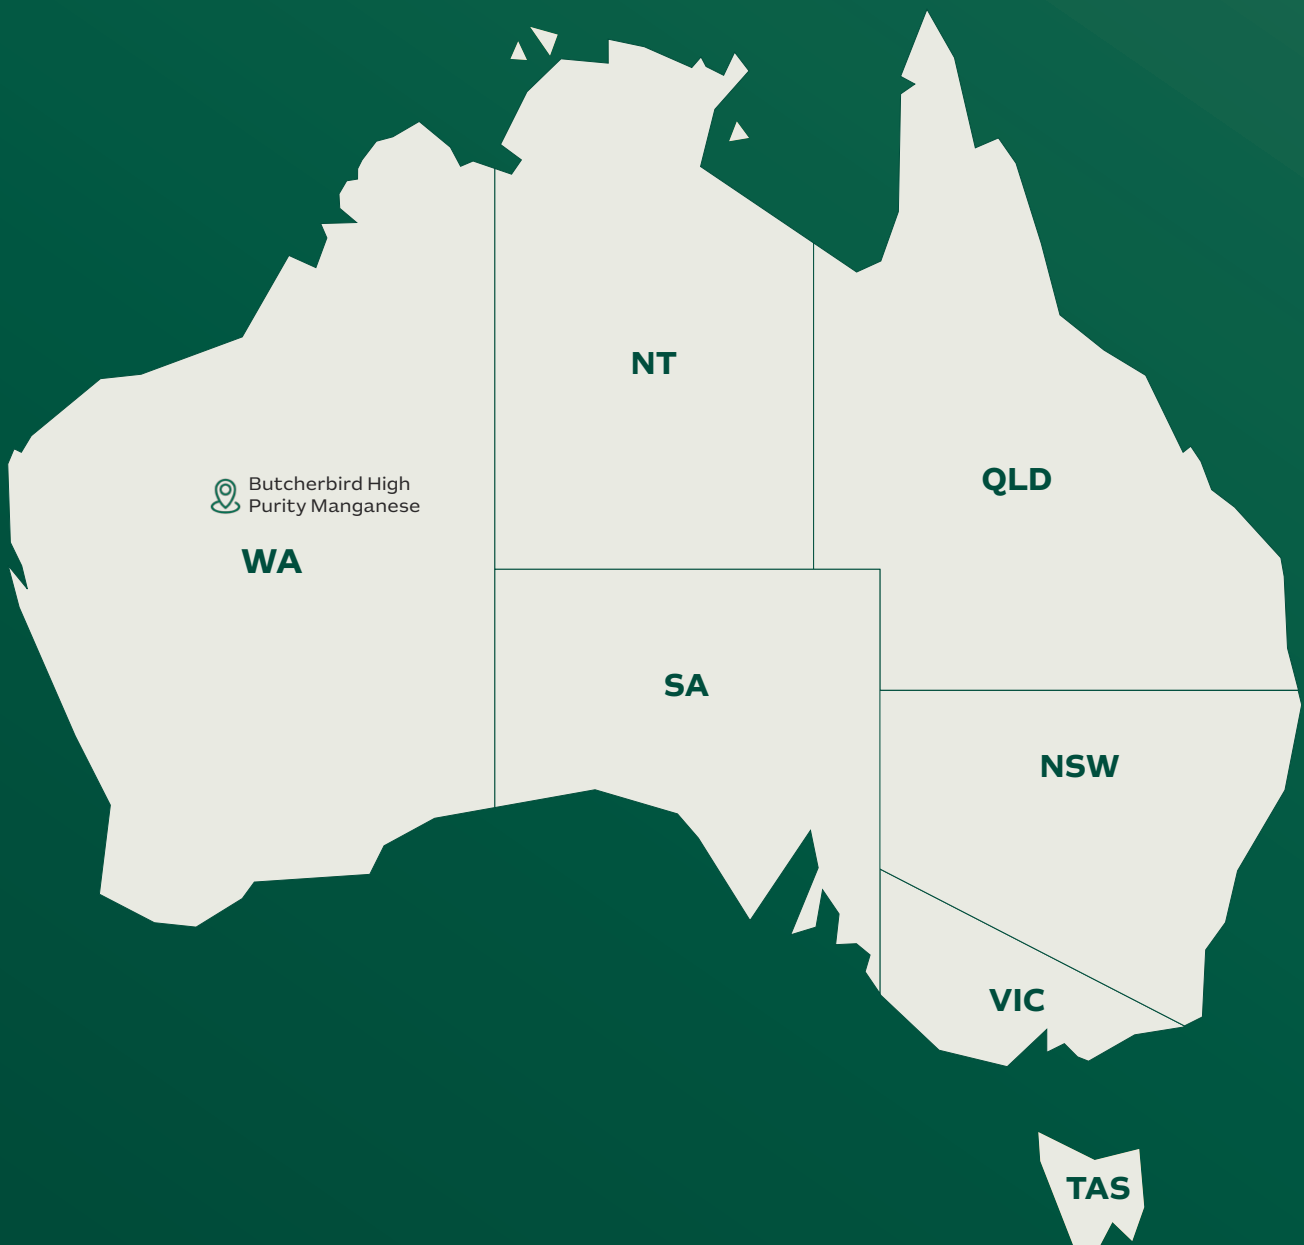 NT
QLD
Butcherbird High
Purity Manganese
WA
SA
NSW
VIC
TAS